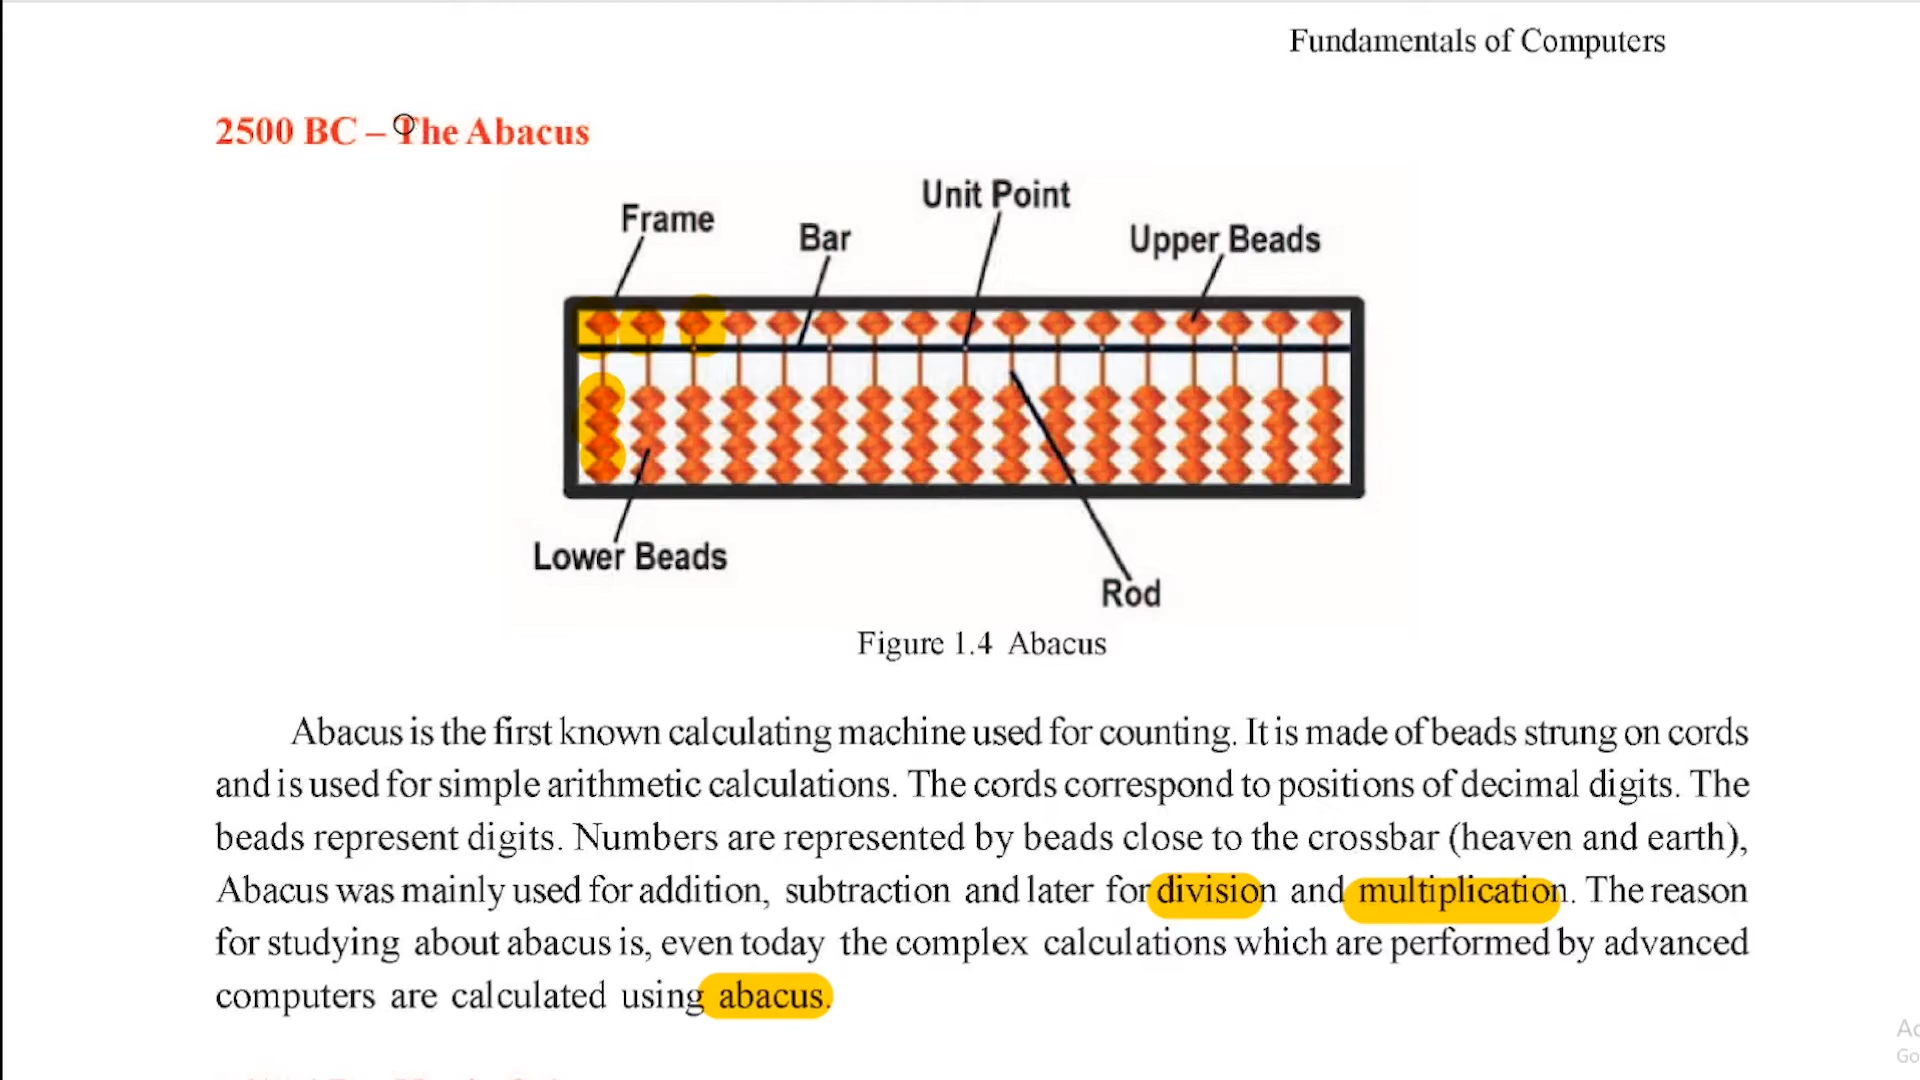 Fundamentals of Computers
2500 BC – The Abacus
Unit Point
Frame
Bar
Upper Beads
Lower Beads
Rod
Figure 1.4 Abacus
Abacus is the first known calculating machine used for counting. It is made of beads strung on cords
and is used for simple arithmetic calculations. The cords correspond to positions of decimal digits. The
beads represent digits. Numbers are represented by beads close to the crossbar (heaven and earth),
Abacus was mainly used for addition, subtraction and later for division and multiplication. The reason
for studying about abacus is, even today the complex calculations which are performed by advanced
computers are calculated using abacus.
Ac
Go